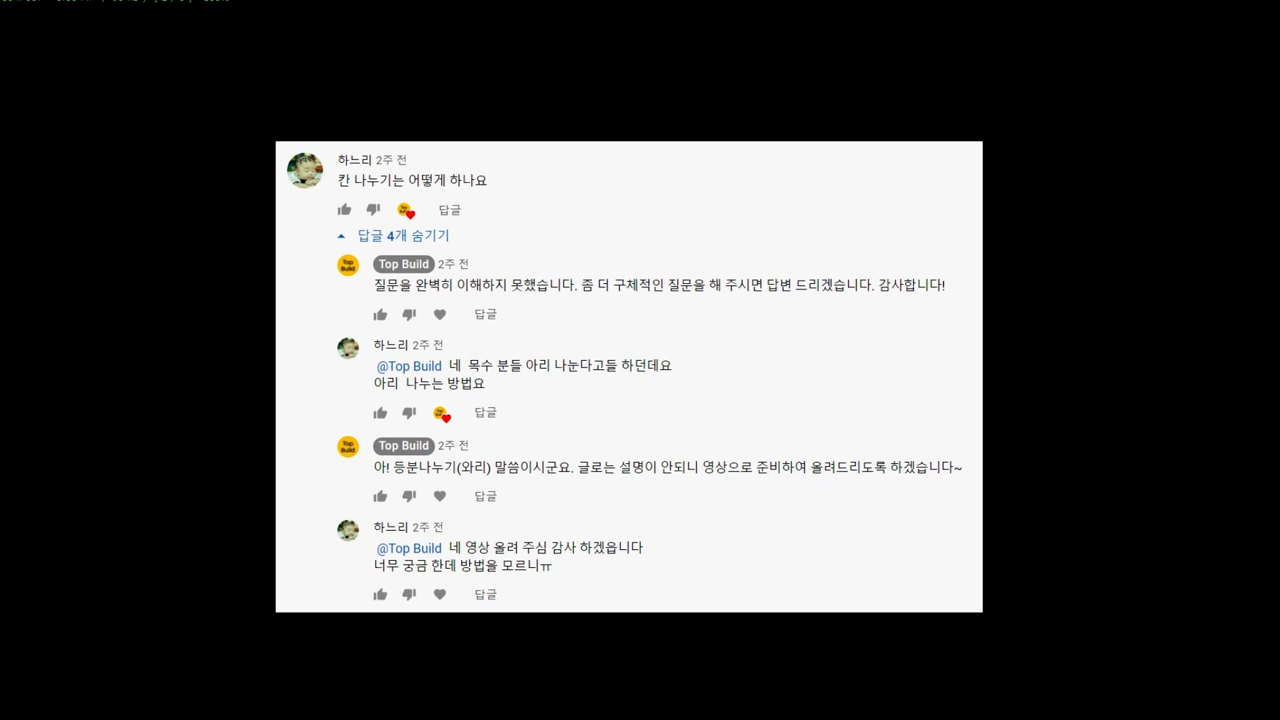 하느리 2주 전
칸 나누기는 어떻게 하나요
답글
답글 4개 숨기기
Top Build
Top Build 2주 전
질문을 완벽히 이해하지 못했습니다. 좀 더 구체적인 질문을 해 주시면 답변 드리겠습니다. 감사합니다!
답글
하느리 2주 전
@Top Build 네 목수 분들 아리 나눈다고들 하던데요
아리 나누는 방법요
답글
Top Build
Top Build 2주 전
아! 등분나누기(와리) 말씀이시군요. 글로는 설명이 안되니 영상으로 준비하여 올려드리도록 하겠습니다~
답글
하느리 2주 전
@Top Build 네 영상 올려 주심 감사 하겠읍니다
너무 궁금 한데 방법을 모르니ㅠ
답글